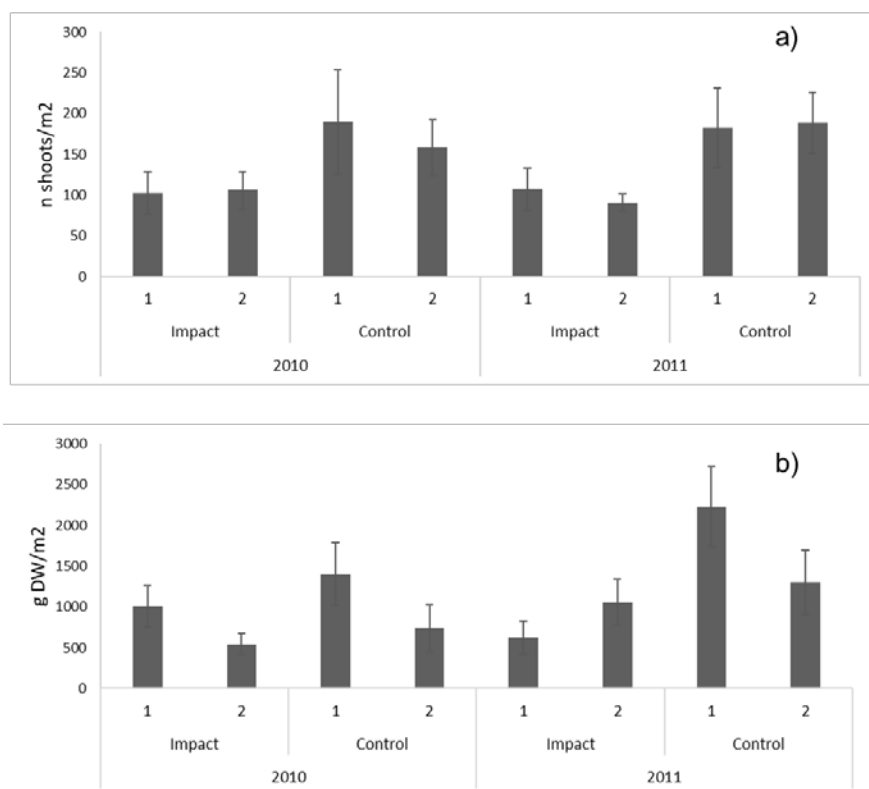 a)
300
250
200
150
100
50
0
n shoots/m2
1 2 1 2 1 2 1 2
Impact Control Impact Control
2010 2011
b)
3000
2500
2000
1500
1000
500
0
g DW/m2
1 2 1 2 1 2 1 2
Impact Control Impact Control
2010 2011